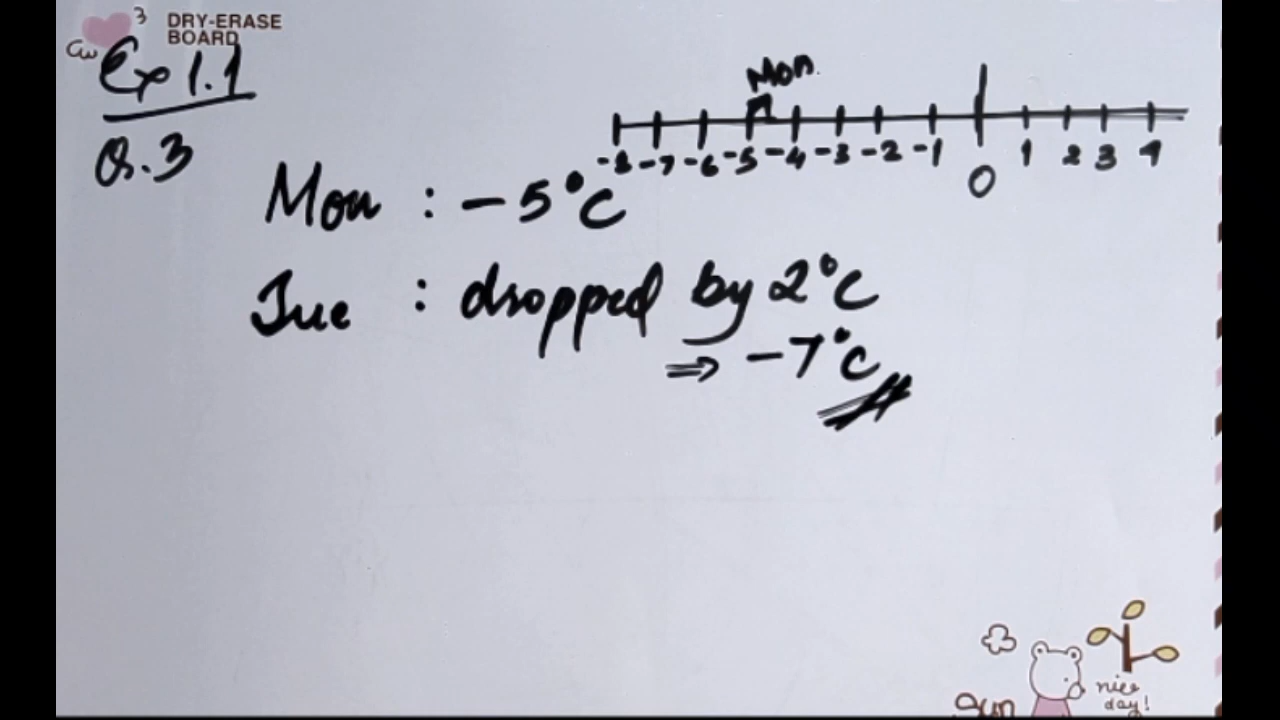 3 DRY-ERASE
BOARD
Ex 1.1
Q.3
Mon.
-8 -7 -6 -5 -4 -3 -2 -1 0 1 2 3 4
Mon : -5°C
Tue : dropped by 2°C
⇒ -7°C
nice
day!